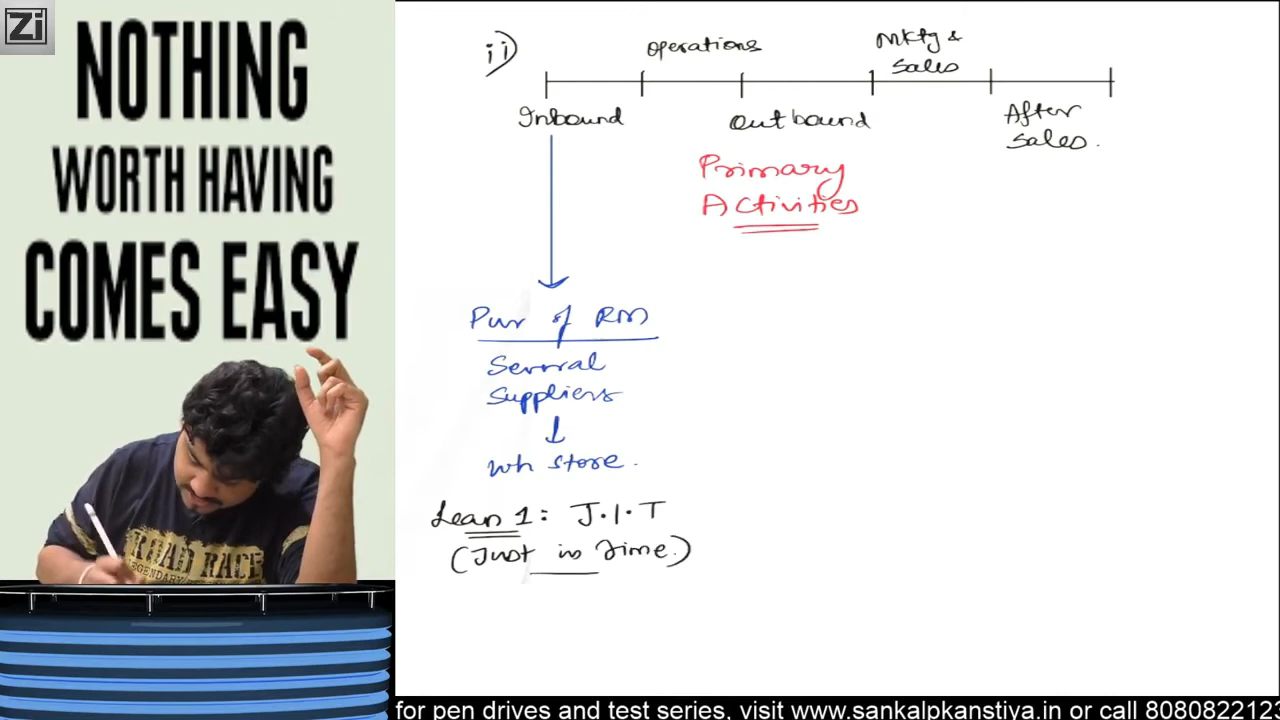 Zi
NOTHING
WORTH HAVING
COMES EASY
ROAD RACE
ii)
Operations
Mktg &
Sales
Inbound
Outbound
After
Sales.
Primary
Activities
Pur of RM
Several
Suppliers
↓
Wh store.
Lean 1: J.I.T
(Just in Time.)
for pen drives and test series, visit www.sankalpkanstiya.in or call 808082212